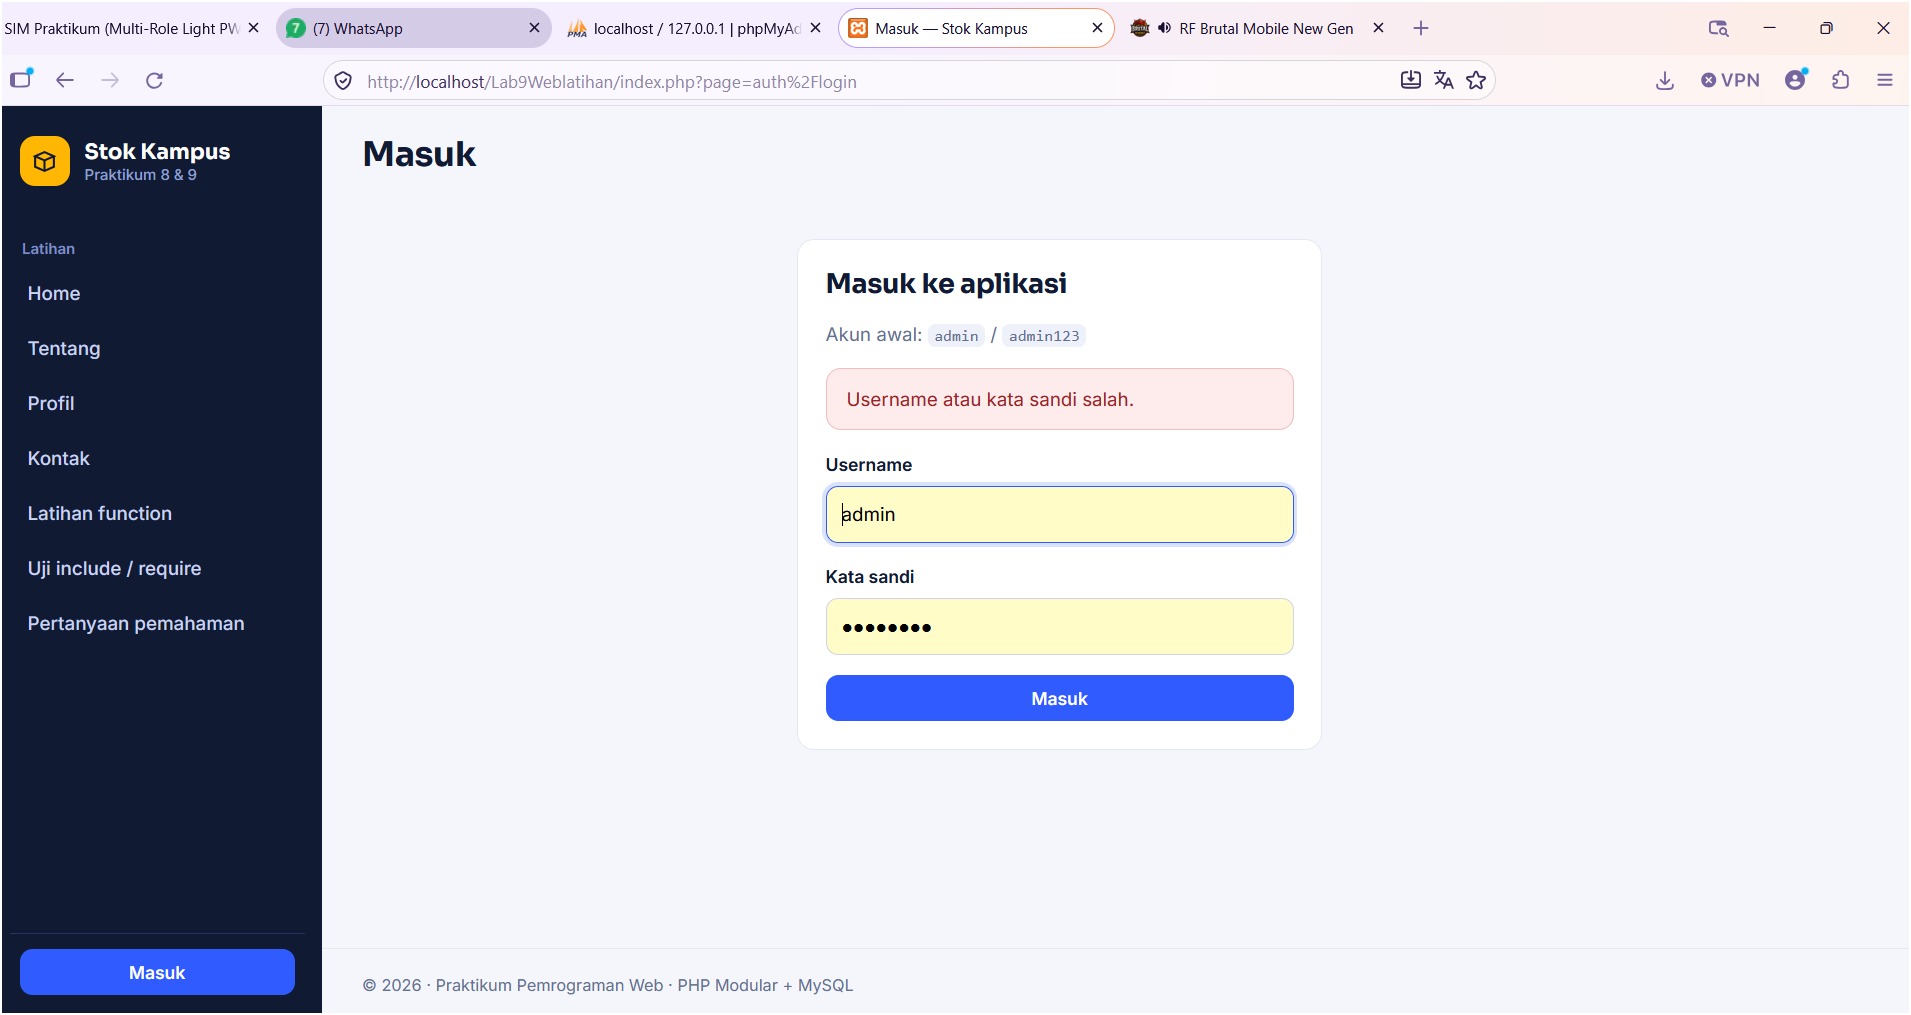 SIM Praktikum (Multi-Role Light PW
7 (7) WhatsApp
localhost / 127.0.0.1 | phpMyAd
Masuk — Stok Kampus
RF Brutal Mobile New Gen
http://localhost/Lab9Weblatihan/index.php?page=auth%2Flogin
VPN
Stok Kampus
Praktikum 8 & 9
Latihan
Home
Tentang
Profil
Kontak
Latihan function
Uji include / require
Pertanyaan pemahaman
Masuk
Masuk
Masuk ke aplikasi
Akun awal: admin / admin123
Username atau kata sandi salah.
Username
admin
Kata sandi
••••••••
Masuk
© 2026 · Praktikum Pemrograman Web · PHP Modular + MySQL